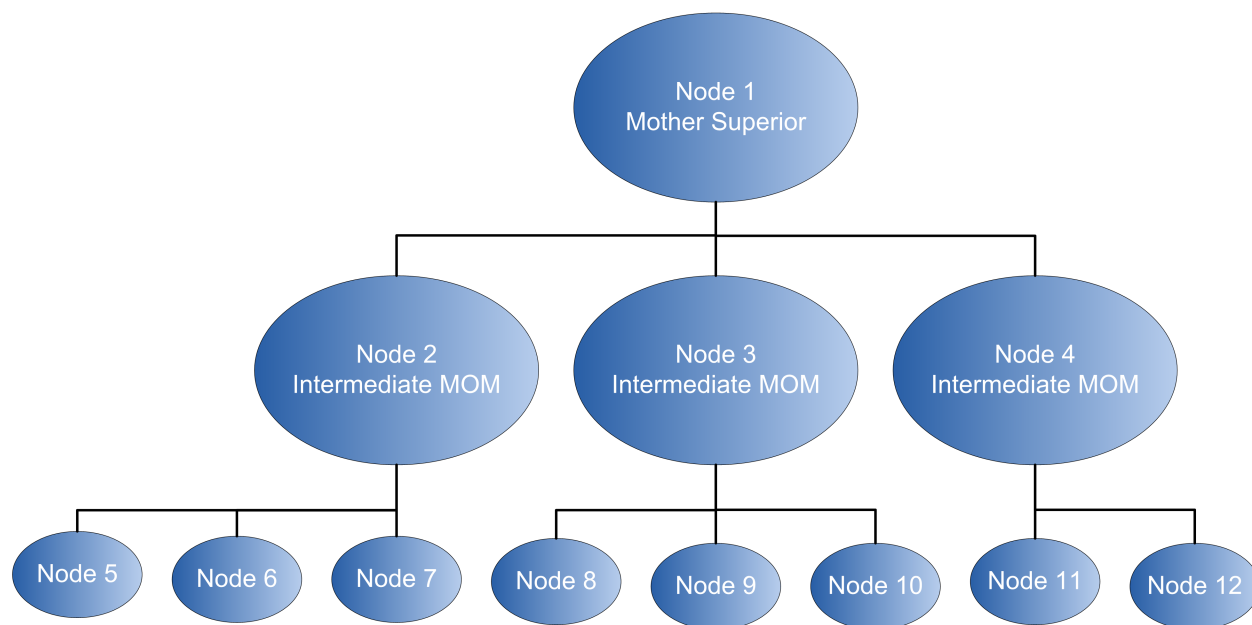 Node 1
Mother Superior
Node 2
Intermediate MOM
Node 3
Intermediate MOM
Node 4
Intermediate MOM
Node 5
Node 6
Node 7
Node 8
Node 9
Node 10
Node 11
Node 12